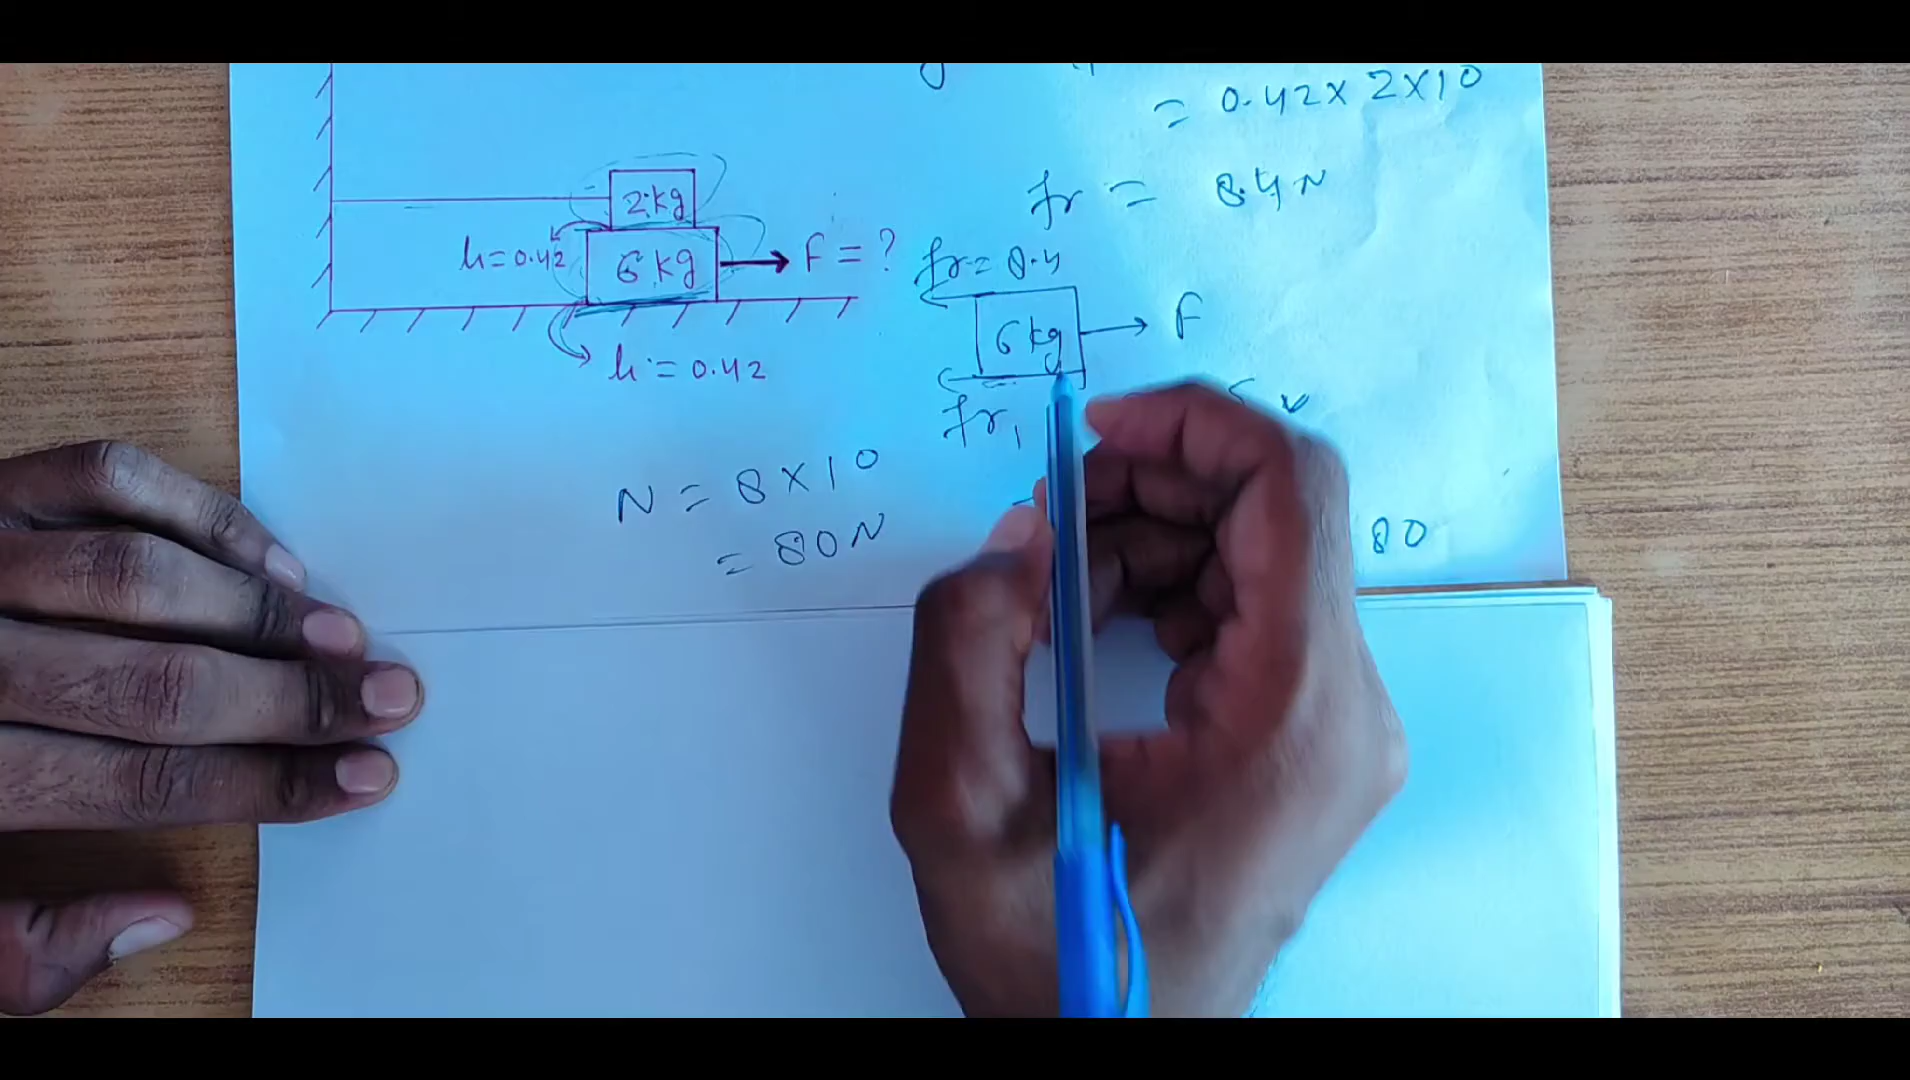 = 0.42 x 2 x 10
fr = 8.4 N
2 kg
μ = 0.42
6 kg
F = ?
μ = 0.42
fr = 8.4
6 kg
F
fr1
N = 8 x 10
= 80 N
80